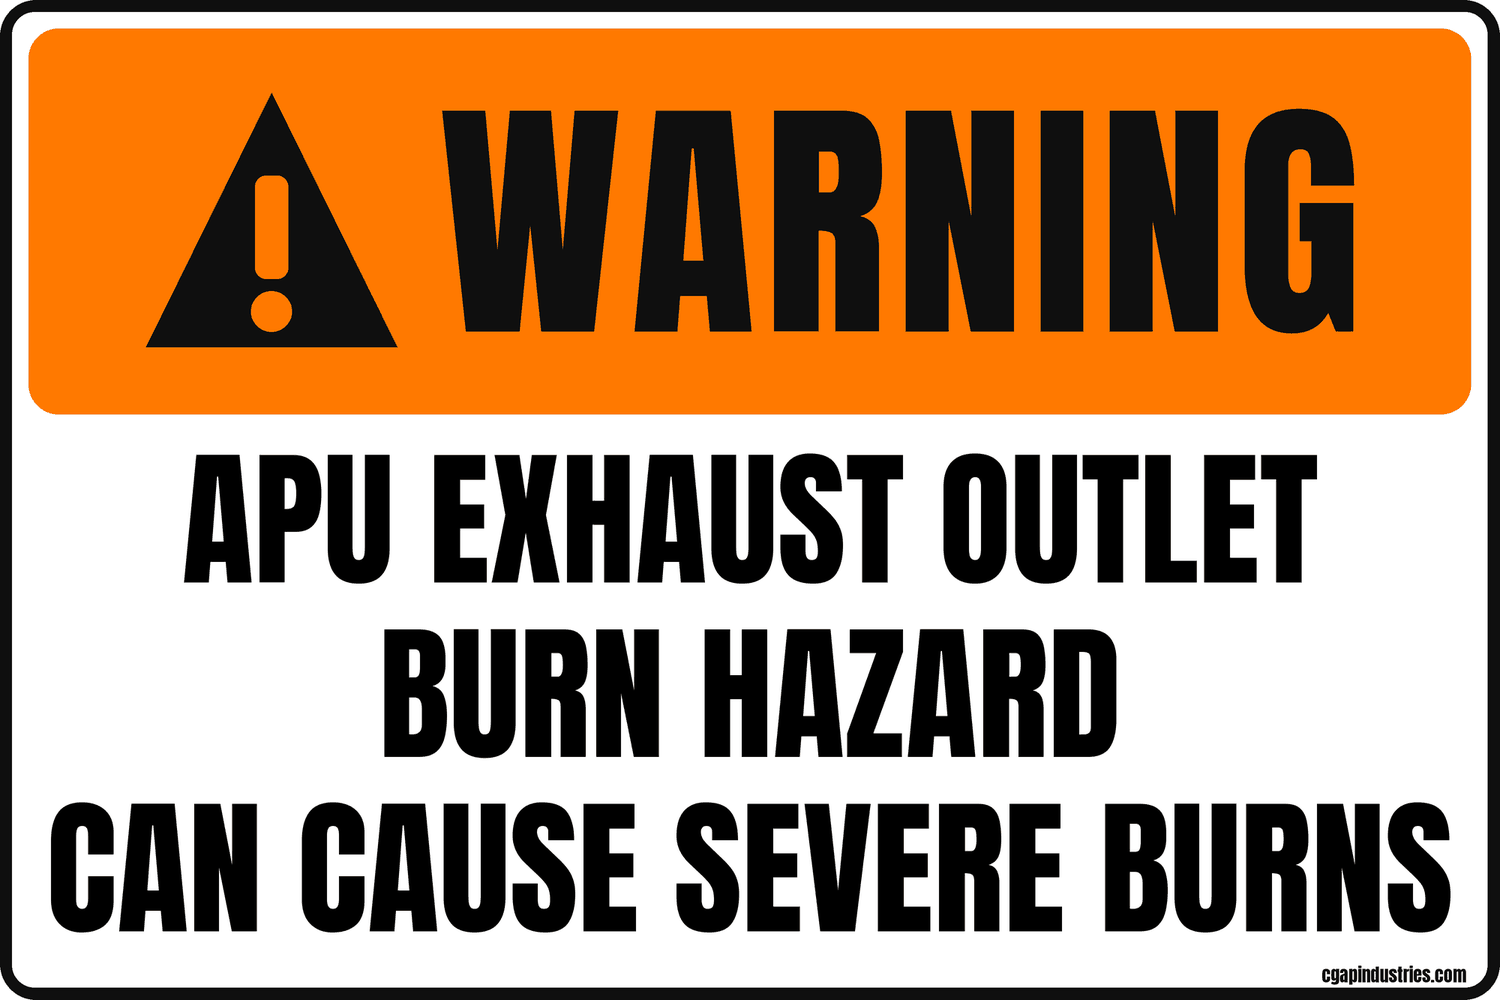 WARNING
APU EXHAUST OUTLET
BURN HAZARD
CAN CAUSE SEVERE BURNS
cgapindustries.com